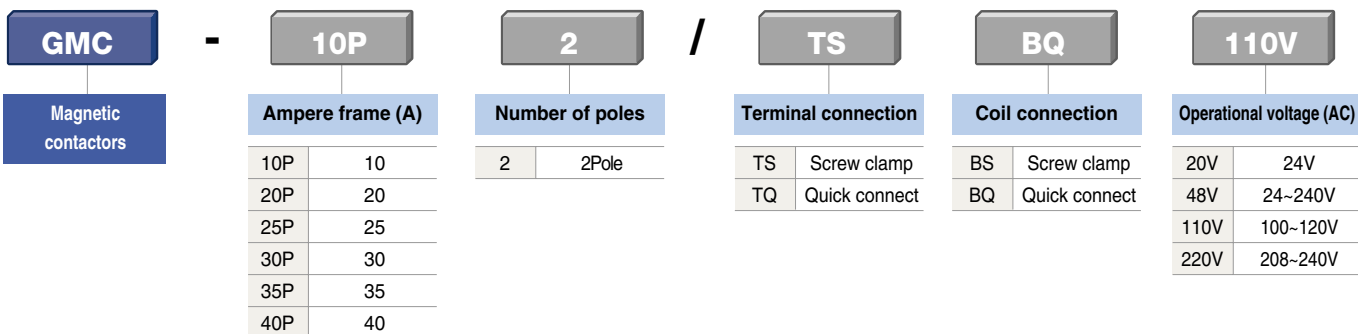 GMC - 10P 2 / TS BQ 110V
Magnetic contactors
Ampere frame (A)
10P 10
20P 20
25P 25
30P 30
35P 35
40P 40
Number of poles
2 2Pole
Terminal connection
TS Screw clamp
TQ Quick connect
Coil connection
BS Screw clamp
BQ Quick connect
Operational voltage (AC)
20V 24V
48V 24~240V
110V 100~120V
220V 208~240V